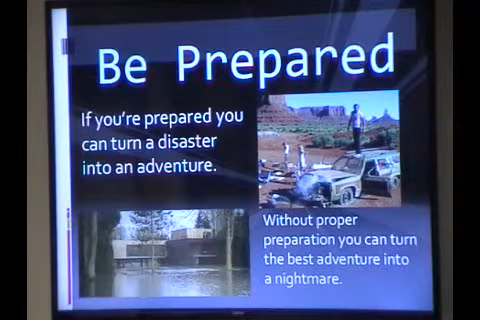 Be Prepared
If you're prepared you
can turn a disaster
into an adventure.
Without proper
preparation you can turn
the best adventure into
a nightmare.